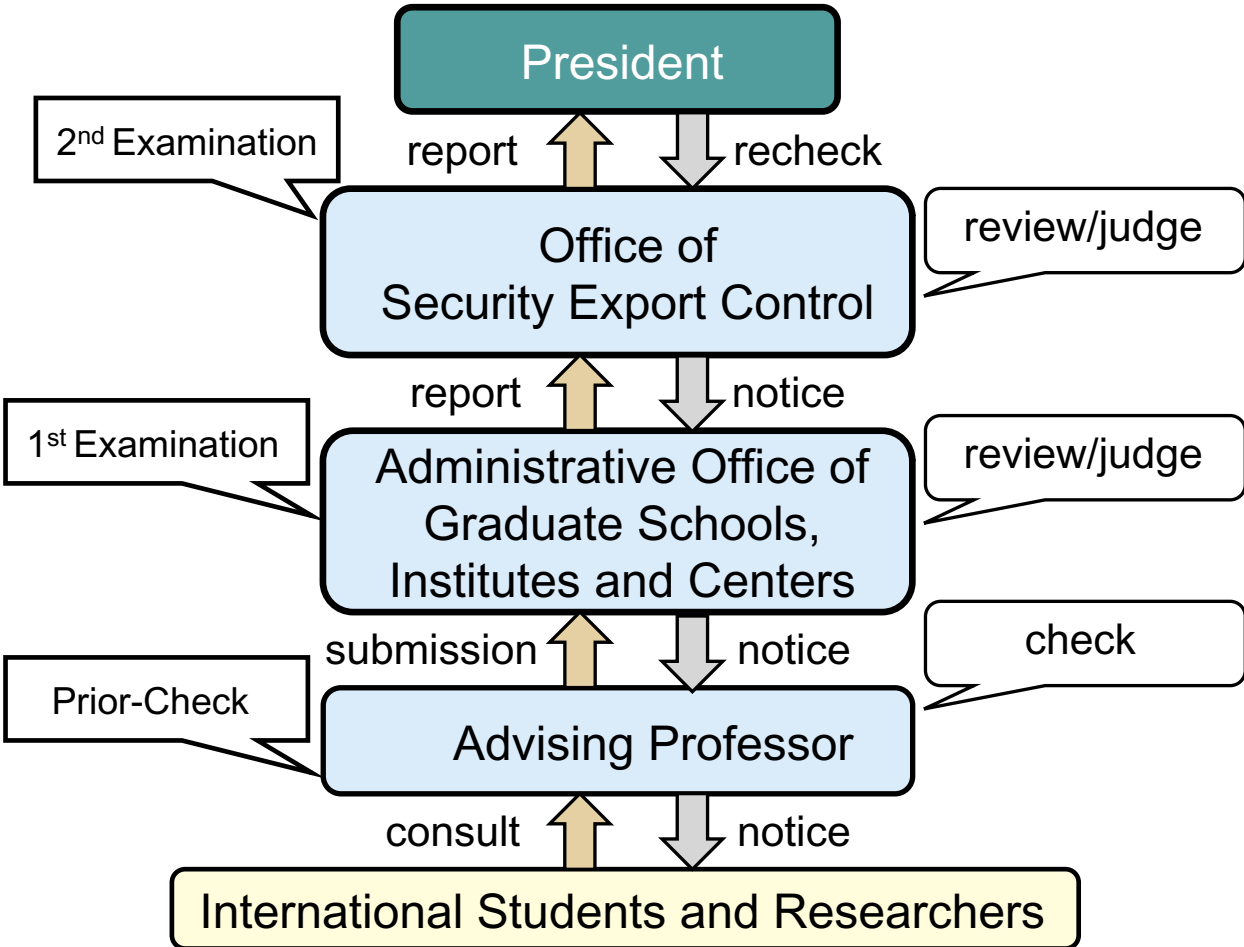 President
2nd Examination
report
recheck
Office of
Security Export Control
review/judge
report
notice
1st Examination
Administrative Office of
Graduate Schools,
Institutes and Centers
review/judge
submission
notice
check
Prior-Check
Advising Professor
consult
notice
International Students and Researchers